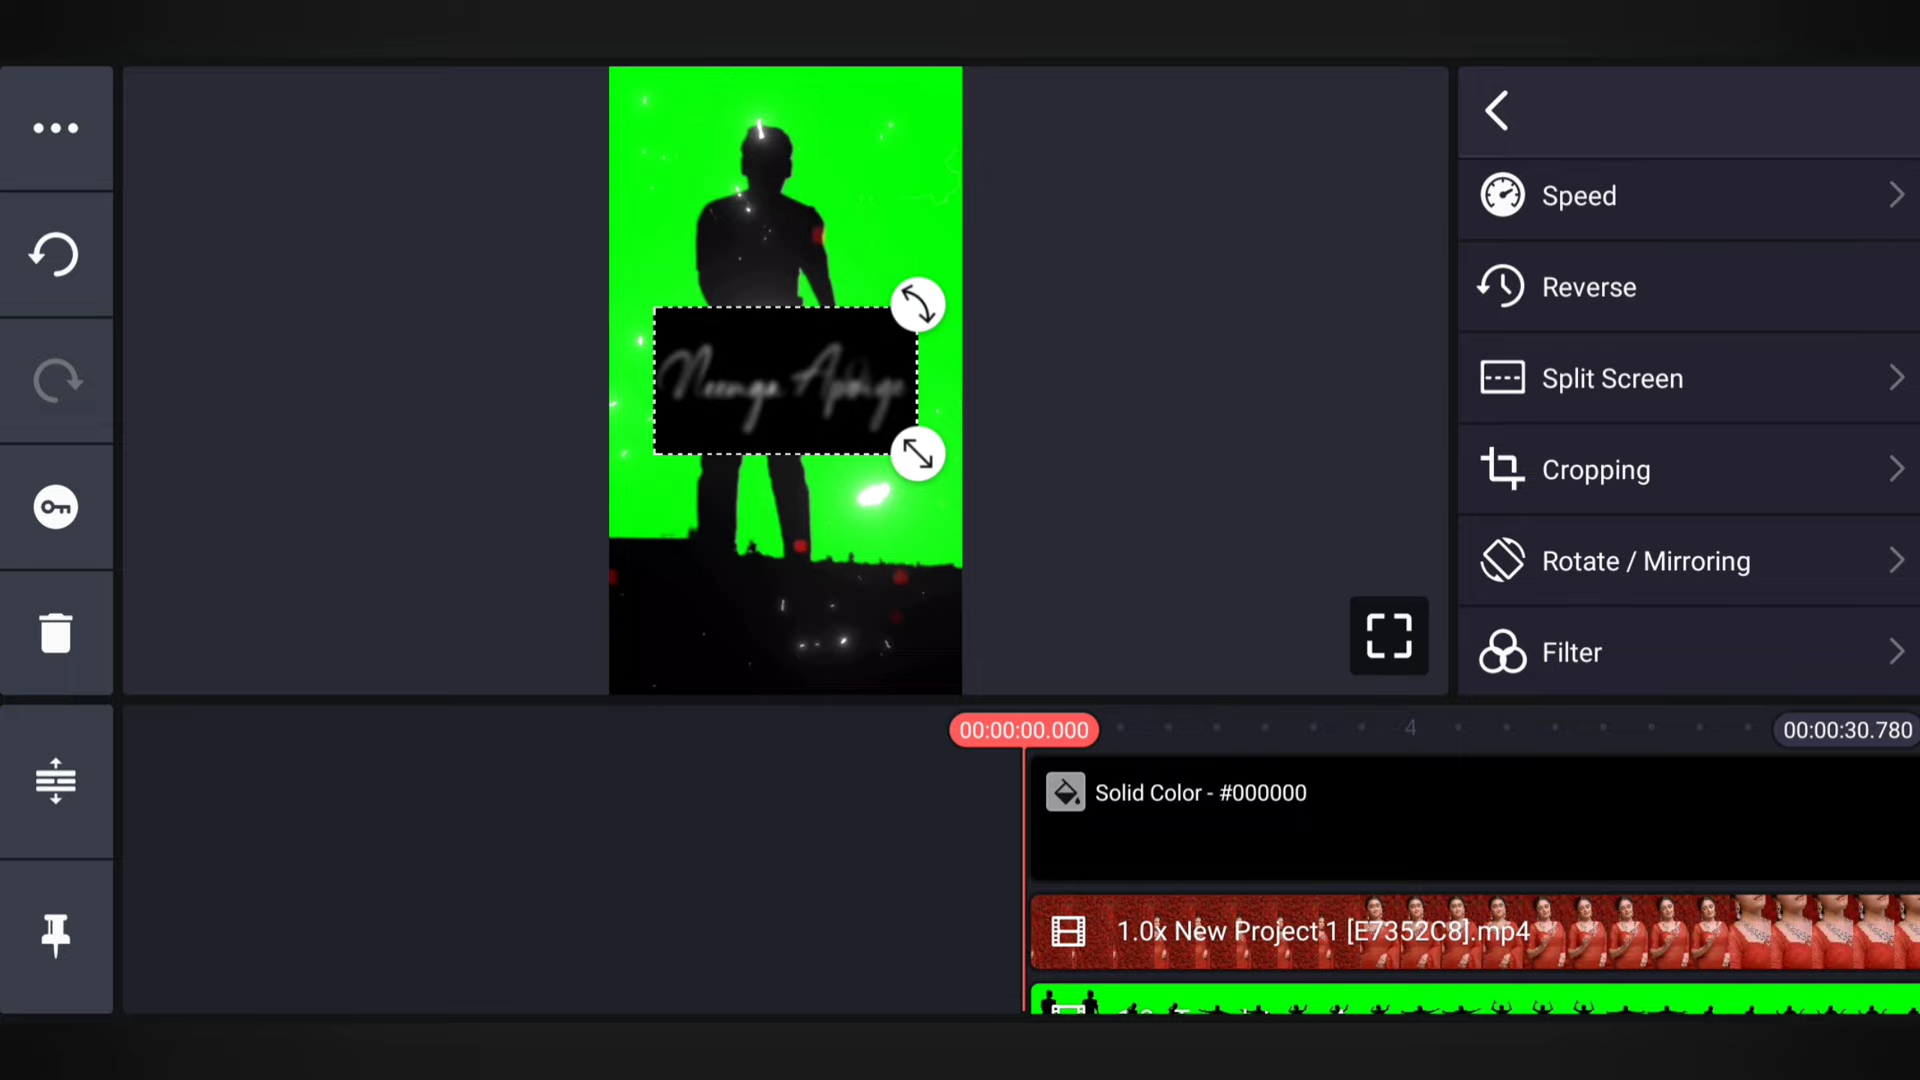 Speed
Reverse
Split Screen
Cropping
Rotate / Mirroring
Filter
Neenga
00:00:00.000
4
00:00:30.780
Solid Color - #000000
1.0x New Project 1 [E7352C8].mp4